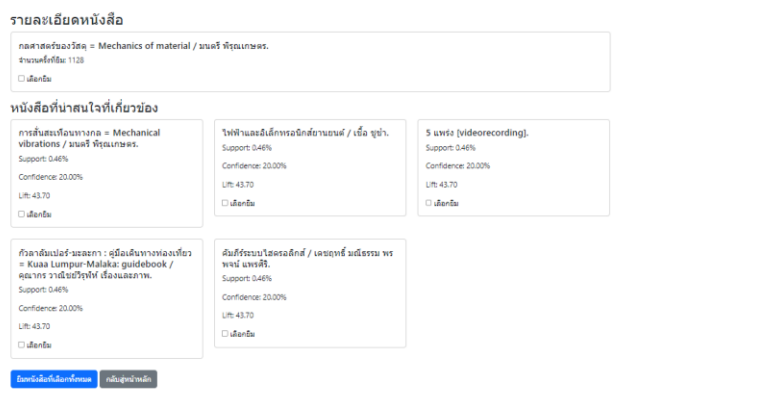 รายละเอียดหนังสือ
กลศาสตร์ของวัสดุ = Mechanics of material / มนตรี พิรุณเกษตร.
จำนวนครั้งที่ยืม: 1128
เลือกยืม
หนังสือที่น่าสนใจที่เกี่ยวข้อง
การสั่นสะเทือนทางกล = Mechanical
vibrations / มนตรี พิรุณเกษตร.
Support: 0.46%
Confidence: 20.00%
Lift: 43.70
เลือกยืม
ไฟฟ้าและอิเล็กทรอนิกส์ยานยนต์ / เชื้อ ชูขำ.
Support: 0.46%
Confidence: 20.00%
Lift: 43.70
เลือกยืม
5 แพร่ง [videorecording].
Support: 0.46%
Confidence: 20.00%
Lift: 43.70
เลือกยืม
กัวลาลัมเปอร์-มะละกา : คู่มือเดินทางท่องเที่ยว
= Kuaa Lumpur-Malaka: guidebook /
คุณากร วาณิชย์วิรุฬห์ เรื่องและภาพ.
Support: 0.46%
Confidence: 20.00%
Lift: 43.70
เลือกยืม
คัมภีร์ระบบไฮดรอลิกส์ / เดชฤทธิ์ มณีธรรม พร
พจน์ แพรศิริ.
Support: 0.46%
Confidence: 20.00%
Lift: 43.70
เลือกยืม
ยืมหนังสือที่เลือกทั้งหมด
กลับสู่หน้าหลัก